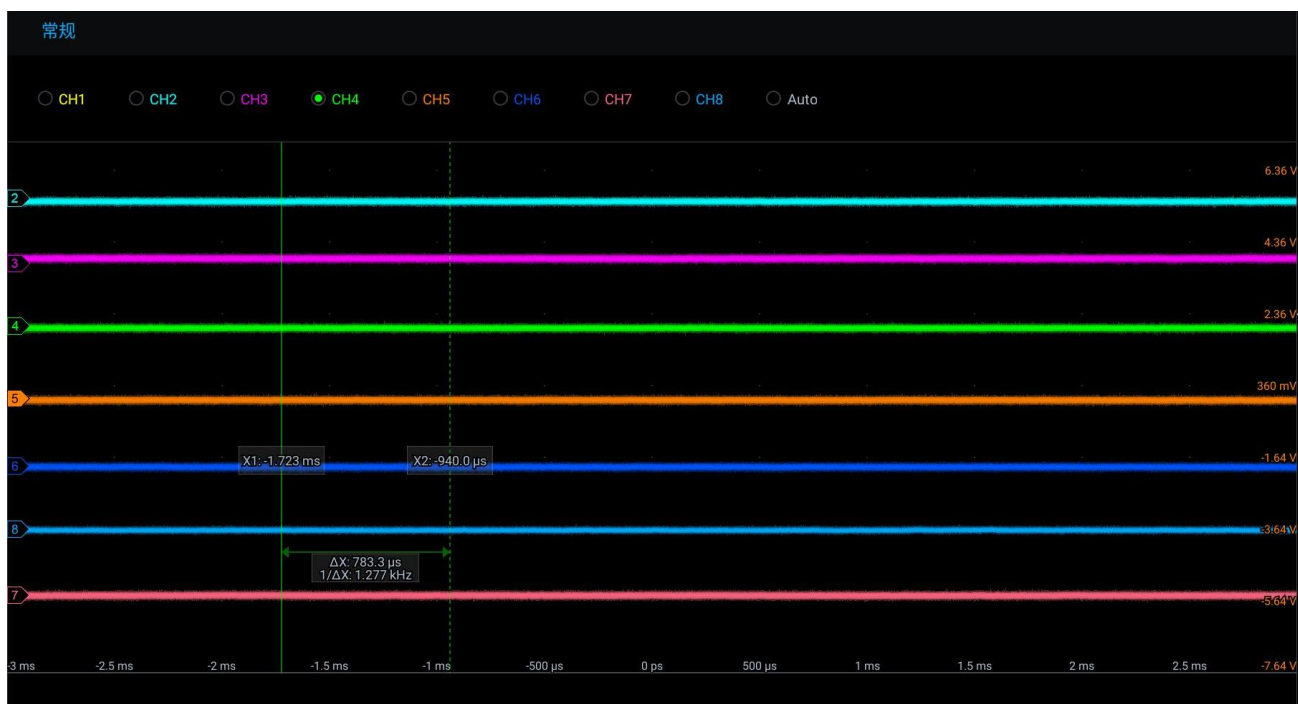 常规
CH1 CH2 CH3 CH4 CH5 CH6 CH7 CH8 Auto
6.36 V
2
4.36 V
3
2.36 V
4
360 mV
5
X1: -1.723 ms X2: -940.0 µs -1.64 V
6
8 -3.64 V
ΔX: 783.3 µs
1/ΔX: 1.277 kHz
7 -5.64 V
-3 ms -2.5 ms -2 ms -1.5 ms -1 ms -500 µs 0 ps 500 µs 1 ms 1.5 ms 2 ms 2.5 ms -7.64 V